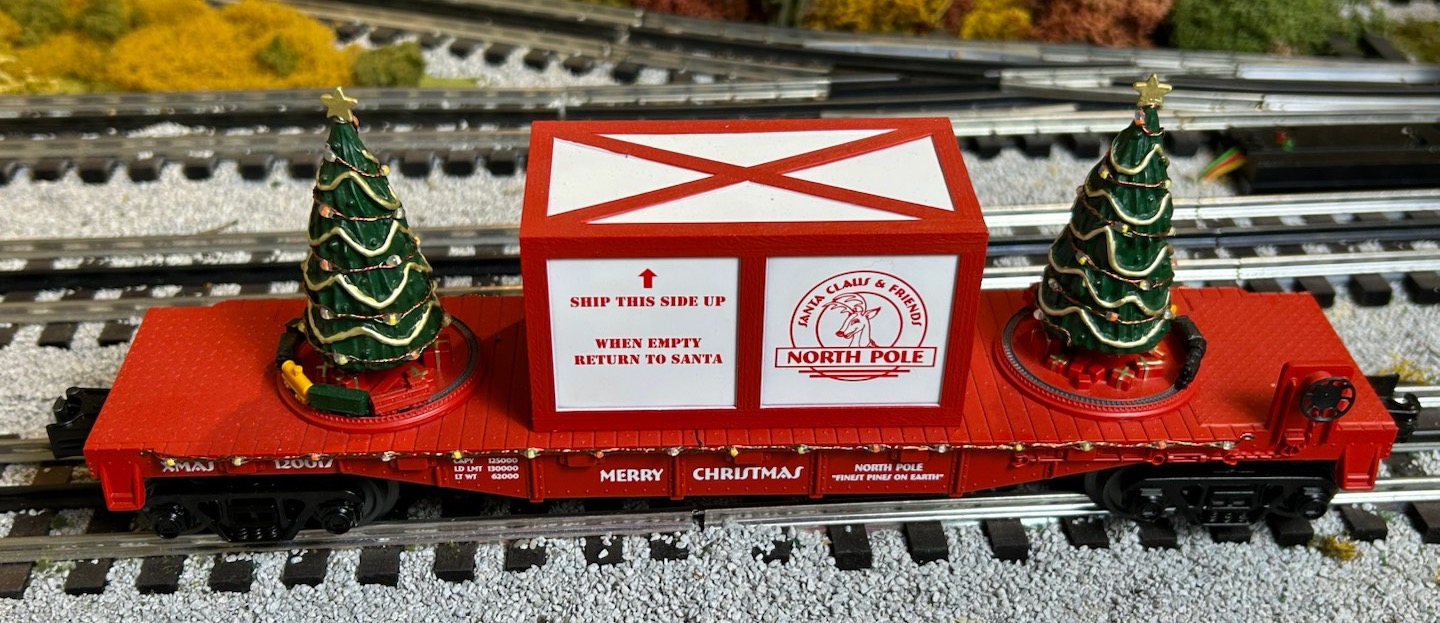 SHIP THIS SIDE UP
WHEN EMPTY
RETURN TO SANTA
SANTA CLAUS & FRIENDS
NORTH POLE
XMAS 120017
CAPY 125000
LD LMT 130000
LT WT 62000
MERRY CHRISTMAS
NORTH POLE
"FINEST PINES ON EARTH"